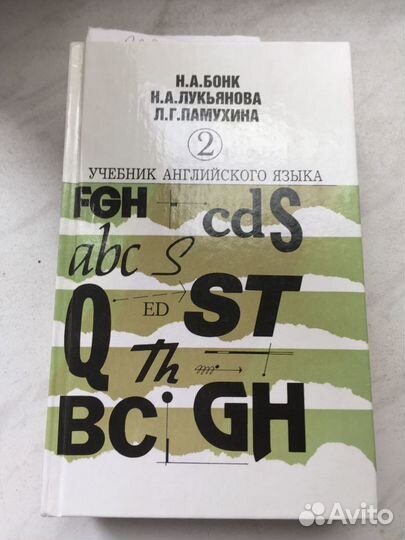 Н.А.БОНК
Н.А.ЛУКЬЯНОВА
Л.Г.ПАМУХИНА
2
УЧЕБНИК АНГЛИЙСКОГО ЯЗЫКА
FGH cdS
abc S
Q ED ST
Th
BC GH
Avito